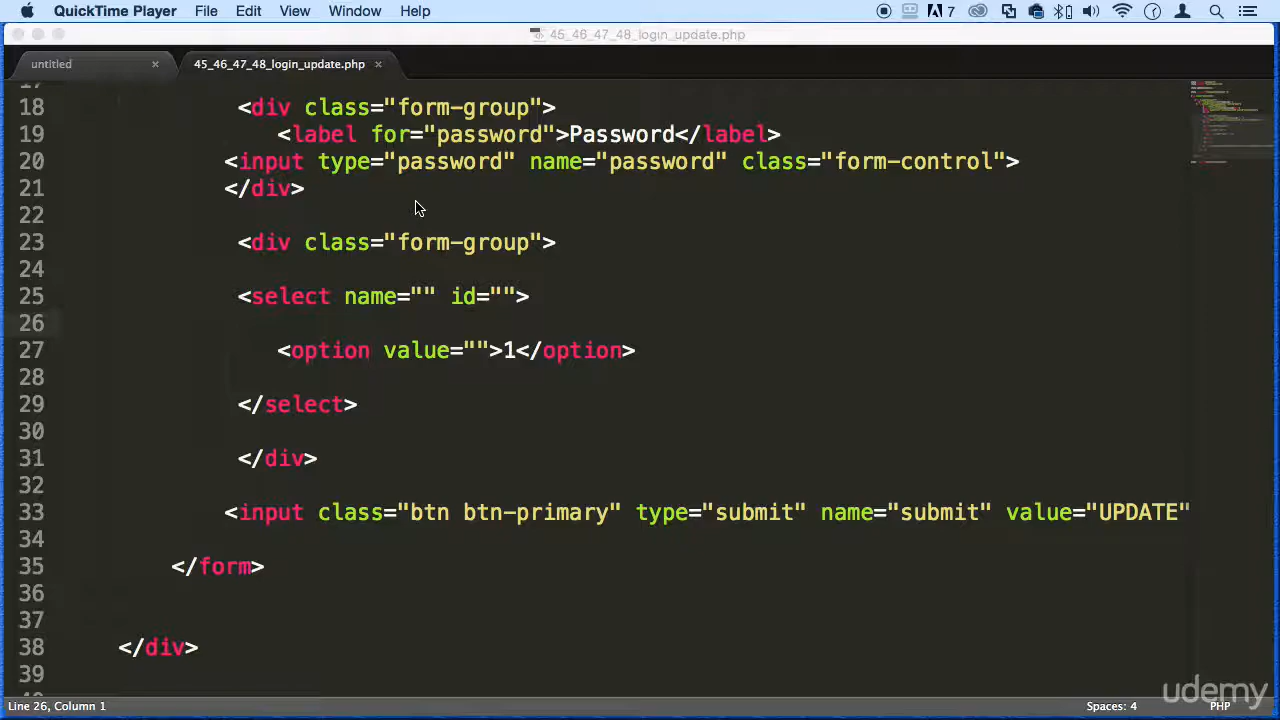 QuickTime Player File Edit View Window Help 7
45_46_47_48_login_update.php
untitled × 45_46_47_48_login_update.php ×
18 <div class="form-group">
19 <label for="password">Password</label>
20 <input type="password" name="password" class="form-control">
21 </div>
22
23 <div class="form-group">
24
25 <select name="" id="">
26
27 <option value="">1</option>
28
29 </select>
30
31 </div>
32
33 <input class="btn btn-primary" type="submit" name="submit" value="UPDATE"
34
35 </form>
36
37
38 </div>
39
udemy
Line 26, Column 1 Spaces: 4 PHP